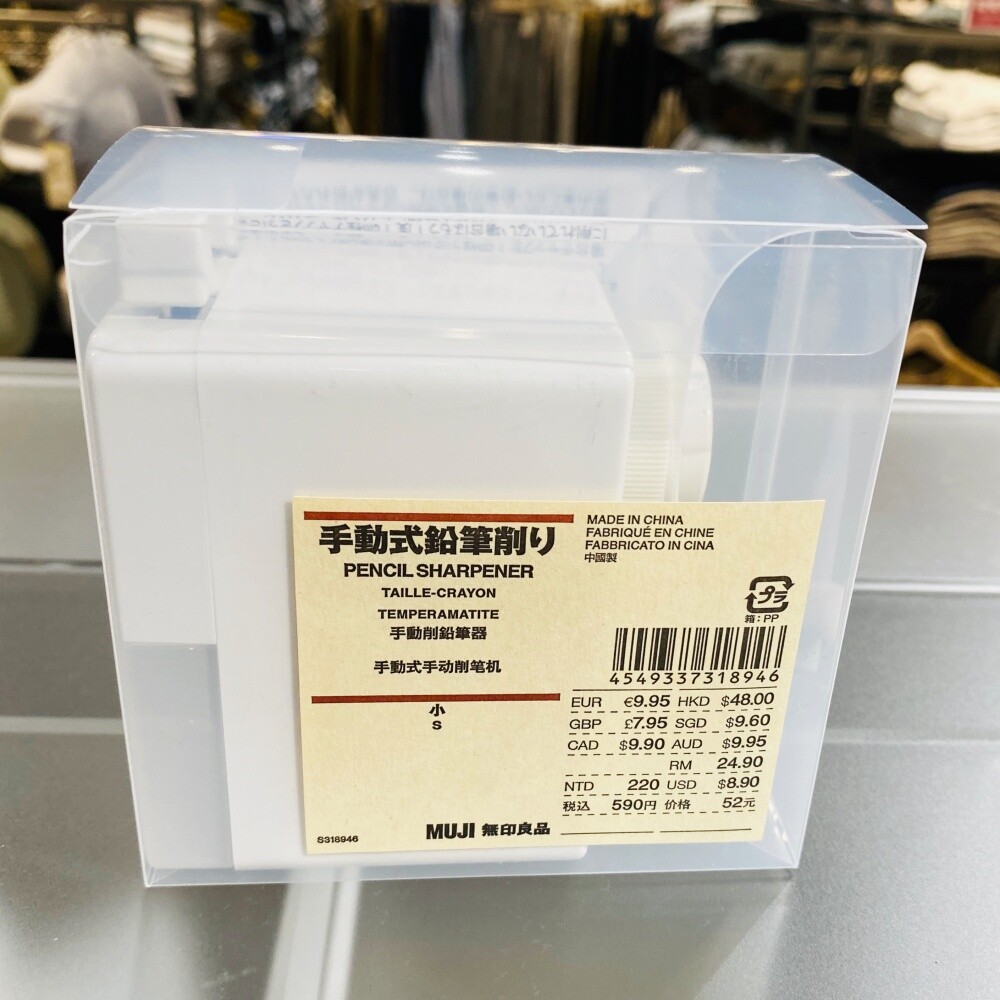 手動式鉛筆削り
PENCIL SHARPENER
TAILLE-CRAYON
TEMPERAMATITE
手動削鉛筆器
手動式手动削笔机
小
S
S318946
MUJI 無印良品
MADE IN CHINA
FABRIQUÉ EN CHINE
FABBRICATO IN CINA
中國製
プラ
箱:PP
4549337318946
EUR €9.95 HKD $48.00
GBP £7.95 SGD $9.60
CAD $9.90 AUD $9.95
RM 24.90
NTD 220 USD $8.90
税込 590円 价格 52元